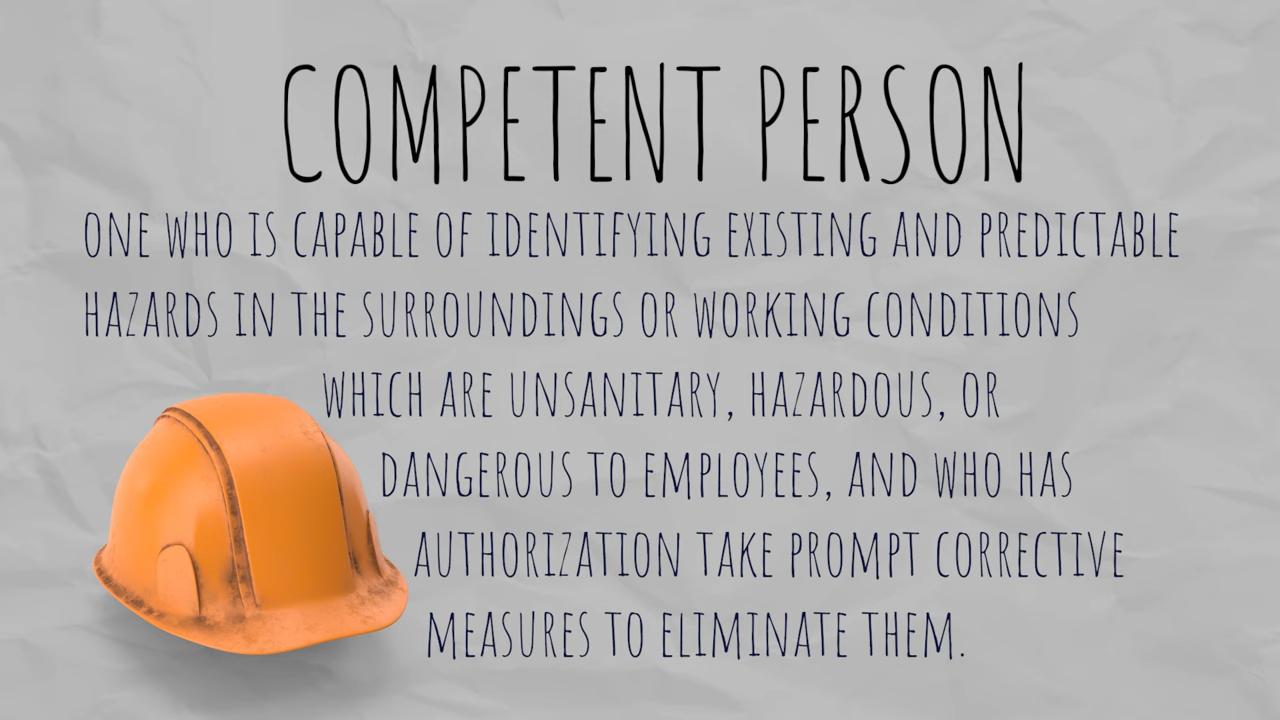 COMPETENT PERSON
ONE WHO IS CAPABLE OF IDENTIFYING EXISTING AND PREDICTABLE
HAZARDS IN THE SURROUNDINGS OR WORKING CONDITIONS
WHICH ARE UNSANITARY, HAZARDOUS, OR
DANGEROUS TO EMPLOYEES, AND WHO HAS
AUTHORIZATION TAKE PROMPT CORRECTIVE
MEASURES TO ELIMINATE THEM.